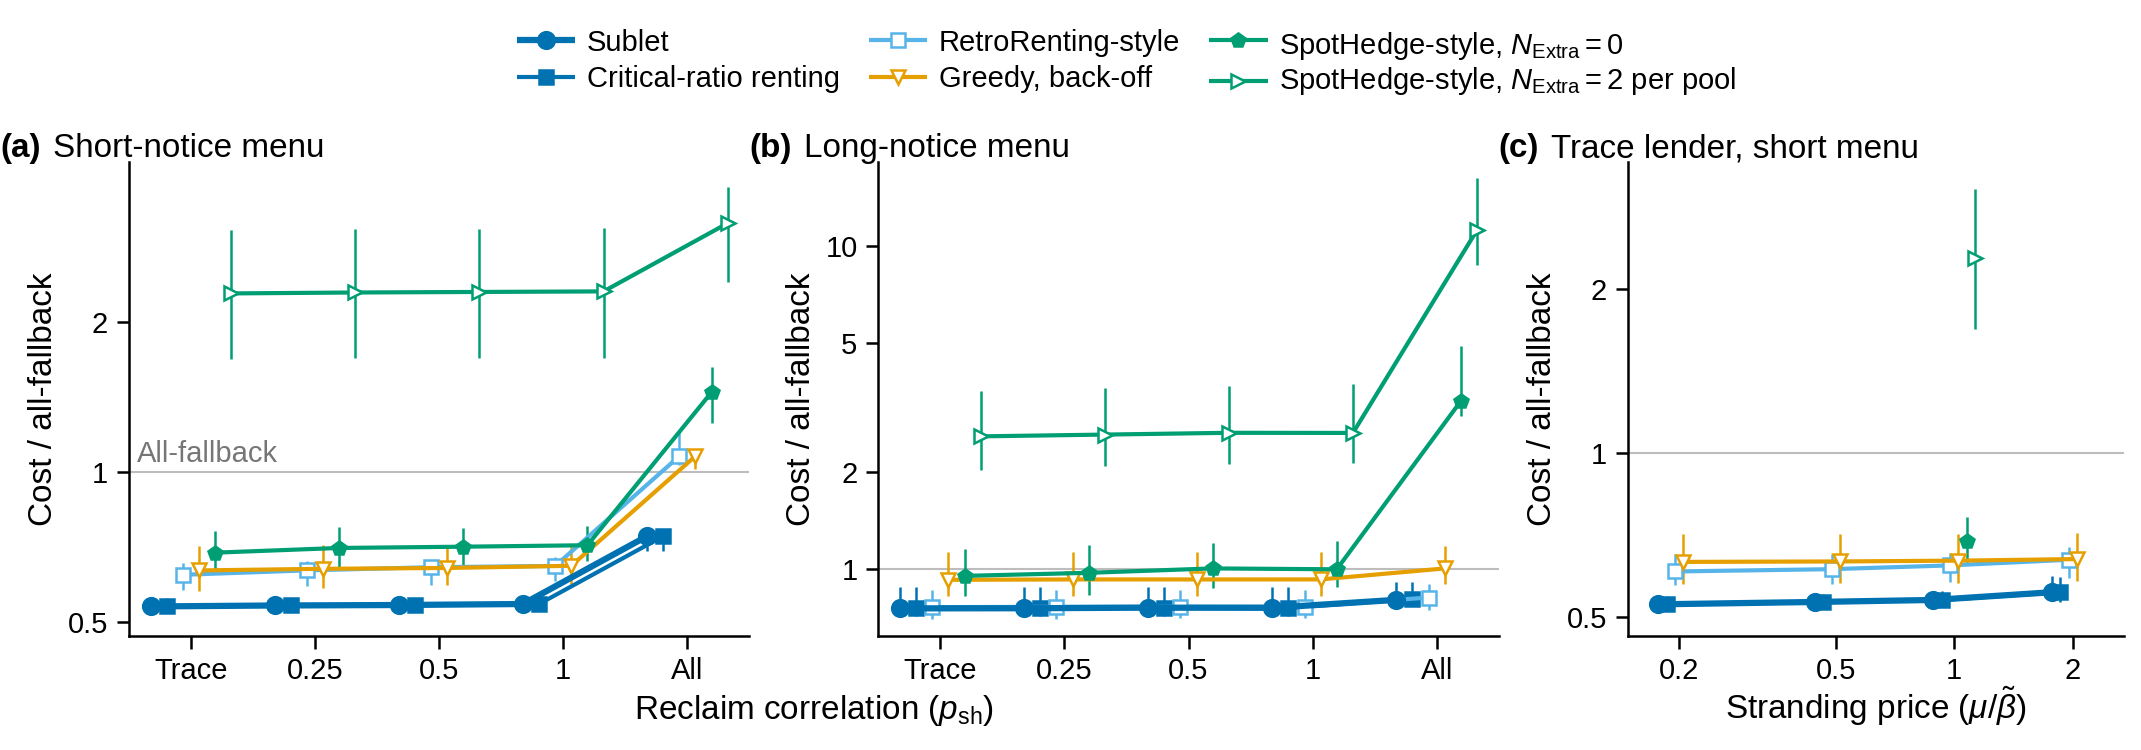 Sublet
Critical-ratio renting
RetroRenting-style
Greedy, back-off
SpotHedge-style, N_Extra = 0
SpotHedge-style, N_Extra = 2 per pool
(a) Short-notice menu
Cost / all-fallback
2
1
0.5
All-fallback
Trace 0.25 0.5 1 All
(b) Long-notice menu
Cost / all-fallback
10
5
2
1
Trace 0.25 0.5 1 All
Reclaim correlation (p_sh)
(c) Trace lender, short menu
Cost / all-fallback
2
1
0.5
0.2 0.5 1 2
Stranding price (μ/β̃)